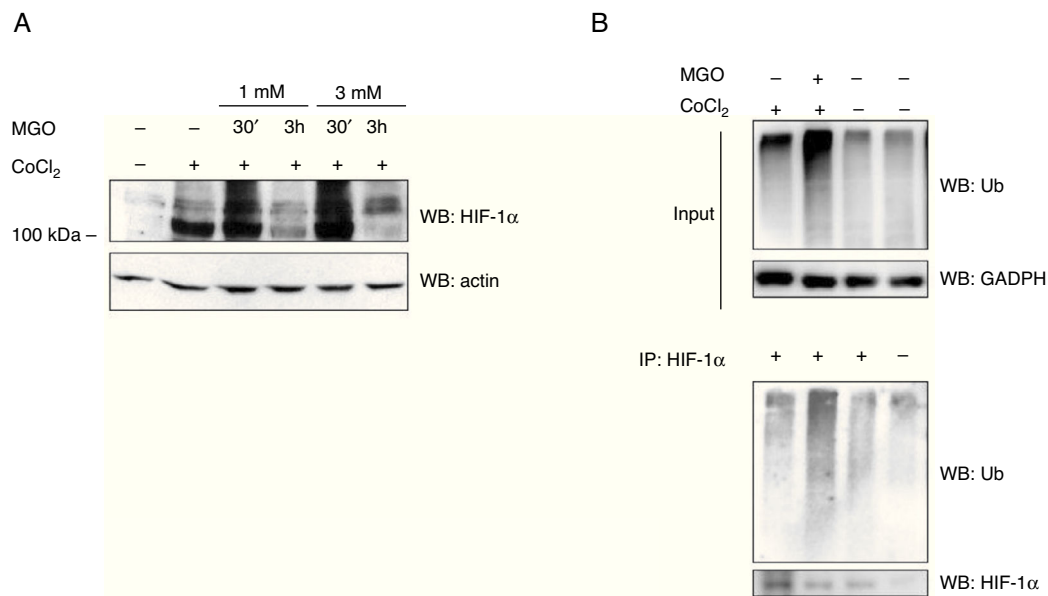 A
1 mM 3 mM
MGO – – 30′ 3h 30′ 3h
CoCl₂ – + + + + +
WB: HIF-1α
100 kDa –
WB: actin
B
MGO – + – –
CoCl₂ + + – –
WB: Ub
Input
WB: GADPH
IP: HIF-1α + + + –
WB: Ub
WB: HIF-1α